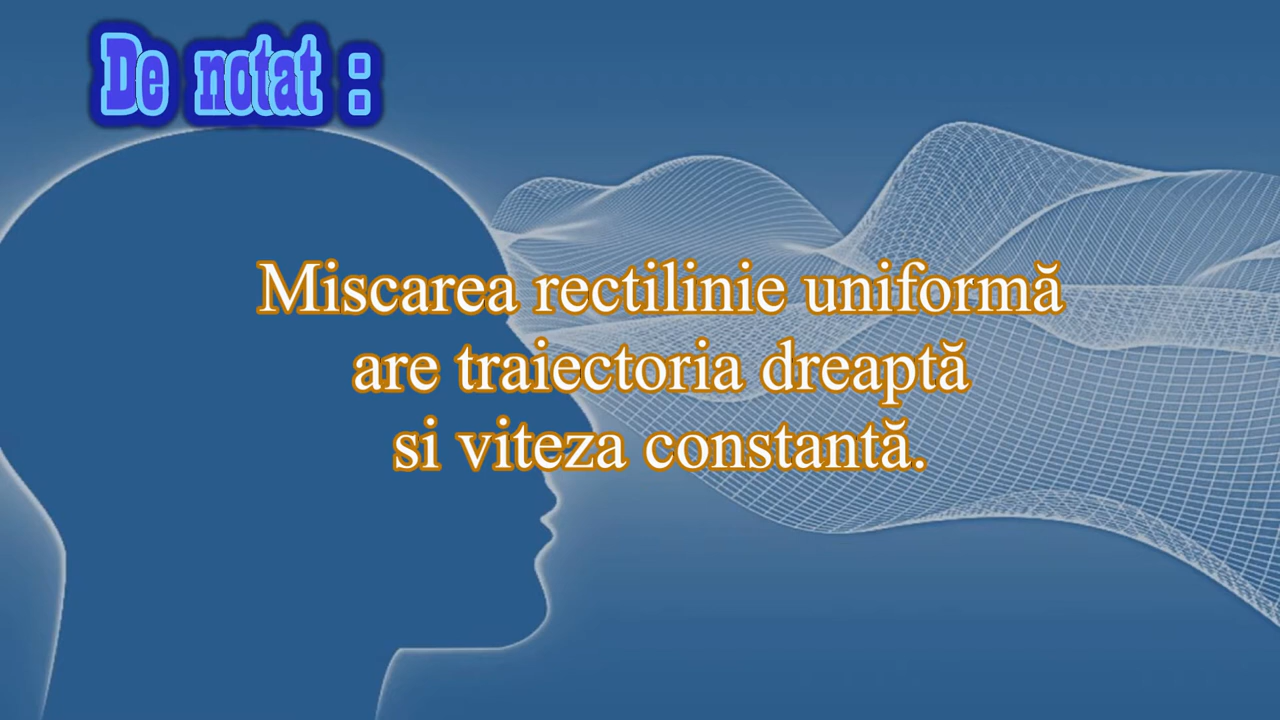 De notat :
Miscarea rectilinie uniformă
are traiectoria dreaptă
si viteza constantă.